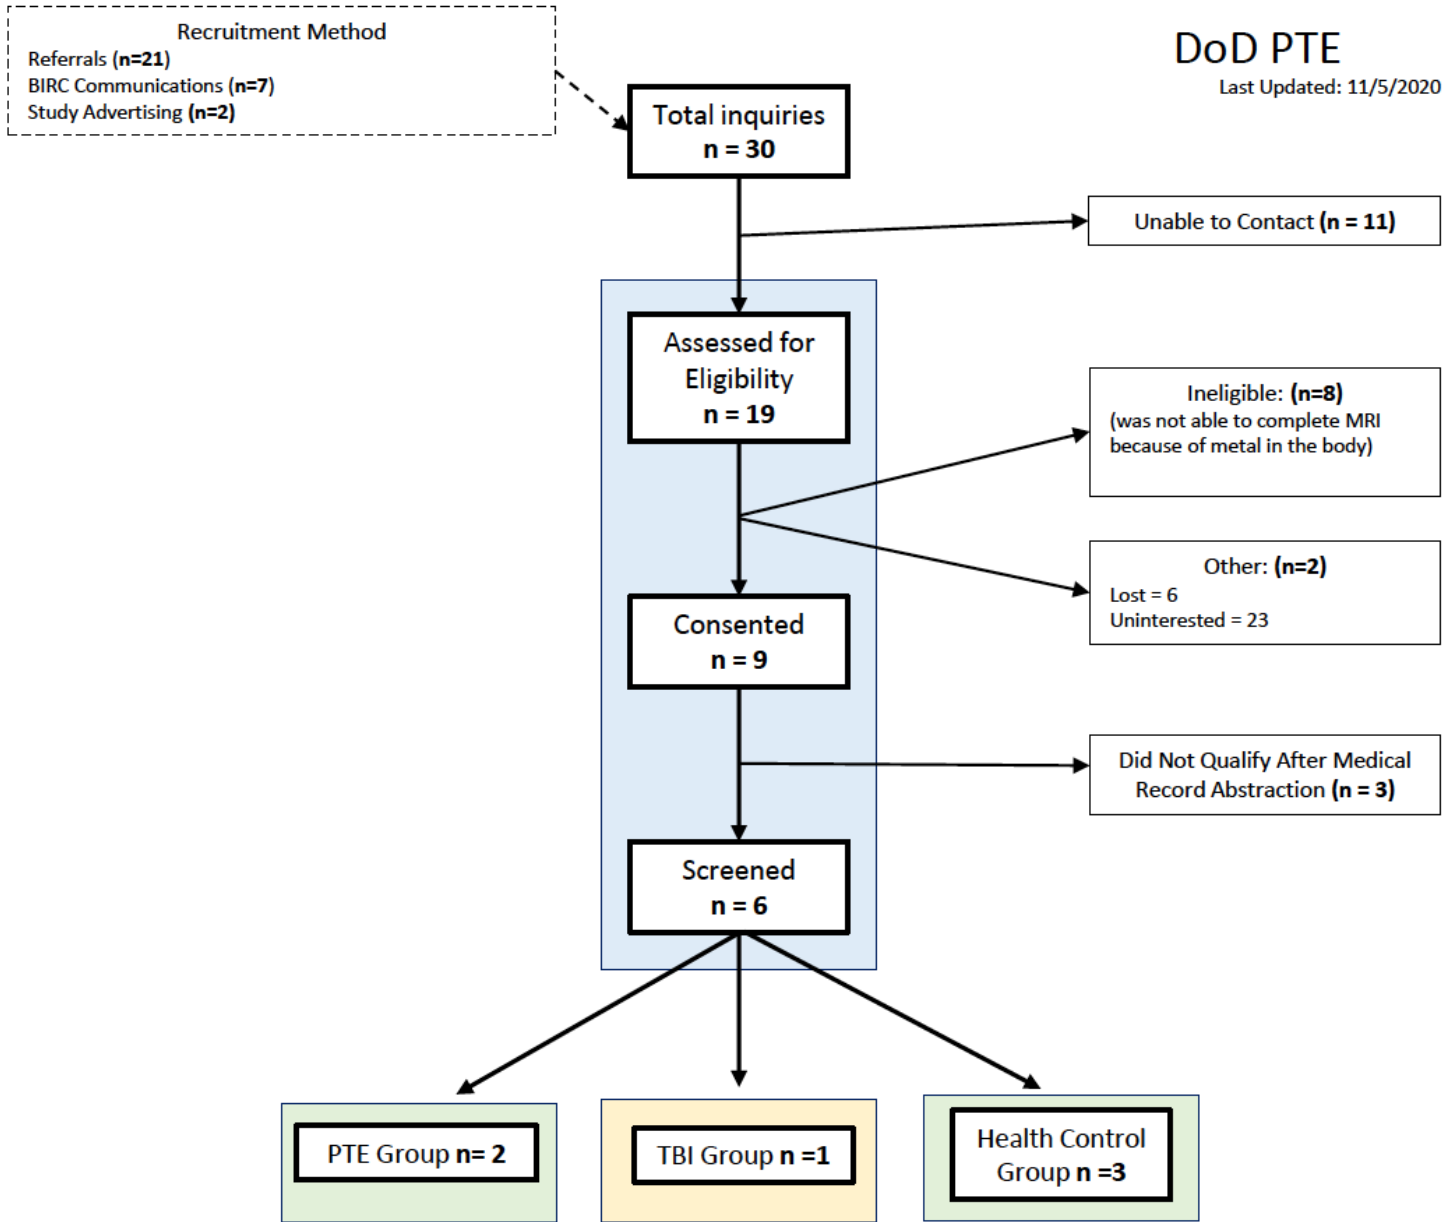 Recruitment Method
Referrals (n=21)
BIRC Communications (n=7)
Study Advertising (n=2)
DoD PTE
Last Updated: 11/5/2020
Total inquiries
n = 30
Unable to Contact (n = 11)
Assessed for
Eligibility
n = 19
Ineligible: (n=8)
(was not able to complete MRI
because of metal in the body)
Other: (n=2)
Lost = 6
Uninterested = 23
Consented
n = 9
Did Not Qualify After Medical
Record Abstraction (n = 3)
Screened
n = 6
PTE Group n= 2
TBI Group n =1
Health Control
Group n =3